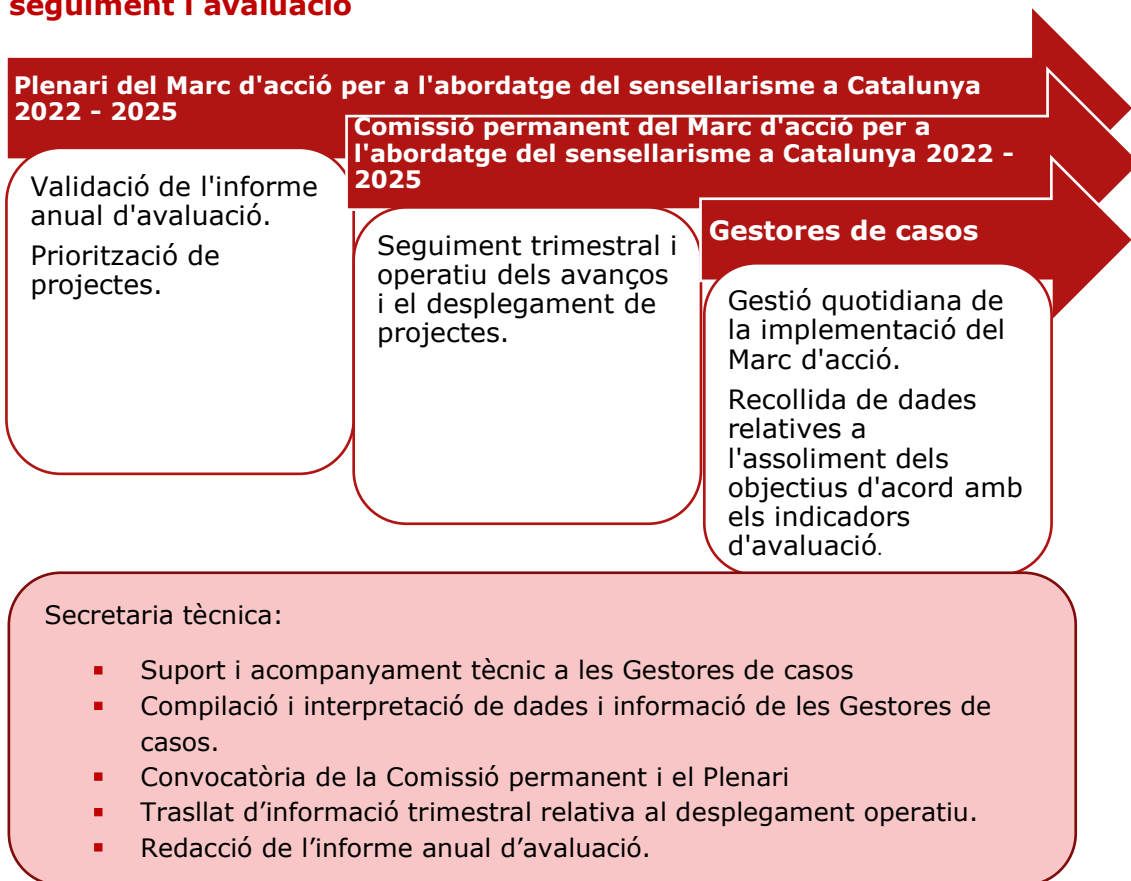 seguiment i avaluació
Plenari del Marc d'acció per a l'abordatge del sensellarisme a Catalunya
2022 - 2025
Validació de l'informe
anual d'avaluació.
Priorització de
projectes.
Comissió permanent del Marc d'acció per a
l'abordatge del sensellarisme a Catalunya 2022 -
2025
Seguiment trimestral i
operatiu dels avanços
i el desplegament de
projectes.
Gestores de casos
Gestió quotidiana de
la implementació del
Marc d'acció.
Recollida de dades
relatives a
l'assoliment dels
objectius d'acord amb
els indicadors
d'avaluació.
Secretaria tècnica:
▪ Suport i acompanyament tècnic a les Gestores de casos
▪ Compilació i interpretació de dades i informació de les Gestores de
casos.
▪ Convocatòria de la Comissió permanent i el Plenari
▪ Trasllat d’informació trimestral relativa al desplegament operatiu.
▪ Redacció de l’informe anual d’avaluació.